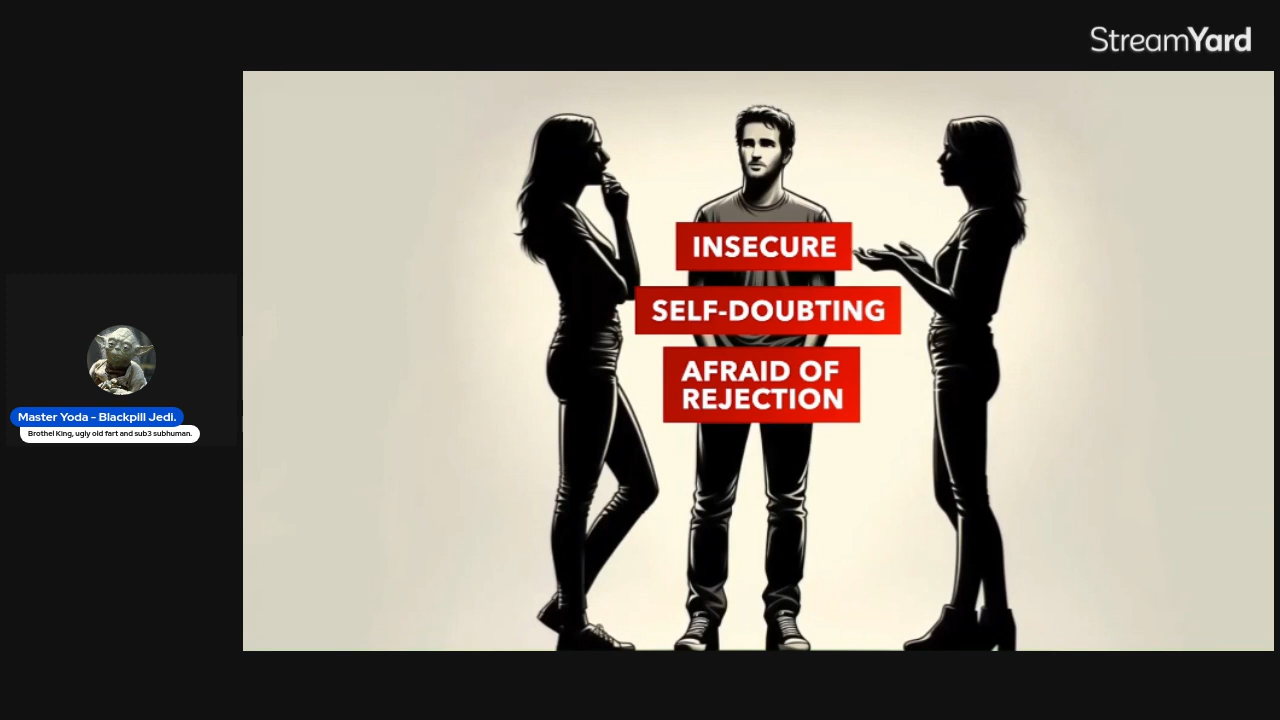 StreamYard
INSECURE
SELF-DOUBTING
AFRAID OF
REJECTION
Master Yoda - Blackpill Jedi.
Brothel King, ugly old fart and sub3 subhuman.